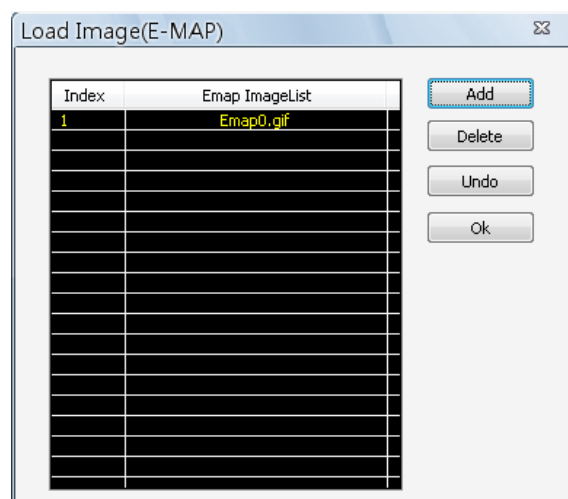 Load Image(E-MAP)
Index Emap ImageList
1 Emap0.gif
Add
Delete
Undo
Ok